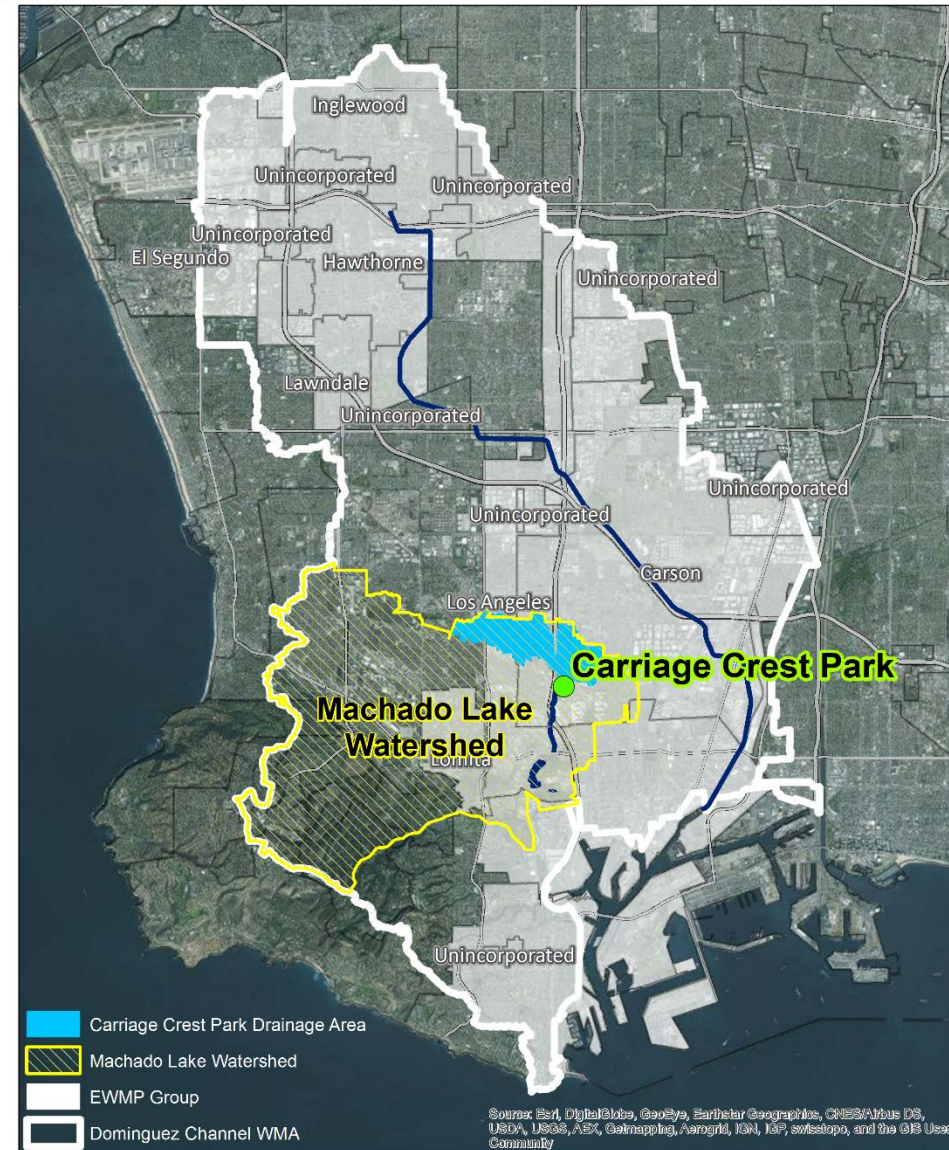 Inglewood
Unincorporated
Unincorporated
Unincorporated
El Segundo
Hawthorne
Unincorporated
Lawndale
Unincorporated
Unincorporated
Unincorporated
Carson
Los Angeles
Carriage Crest Park
Machado Lake
Watershed
Lomita
Unincorporated
Carriage Crest Park Drainage Area
Machado Lake Watershed
EWMP Group
Dominguez Channel WMA
Source: Esri, DigitalGlobe, GeoEye, Earthstar Geographics, CNES/Airbus DS,
USDA, USGS, AEX, Getmapping, Aerogrid, IGN, IGP, swisstopo, and the GIS User
Community